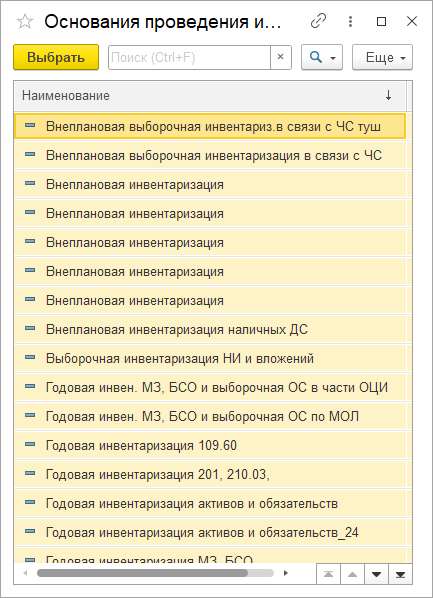 Основания проведения и...
Выбрать
Поиск (Ctrl+F)
×
Еще
Наименование
Внеплановая выборочная инвентариз.в связи с ЧС туш
Внеплановая выборочная инвентаризация в связи с ЧС
Внеплановая инвентаризация
Внеплановая инвентаризация
Внеплановая инвентаризация
Внеплановая инвентаризация
Внеплановая инвентаризация
Внеплановая инвентаризация наличных ДС
Выборочная инвентаризация НИ и вложений
Годовая инвен. МЗ, БСО и выборочная ОС в части ОЦИ
Годовая инвен. МЗ, БСО и выборочная ОС по МОЛ
Годовая инвентаризация 109.60
Годовая инвентаризация 201, 210.03,
Годовая инвентаризация активов и обязательств
Годовая инвентаризация активов и обязательств_24
Годовая инвентаризация МЗ, БСО